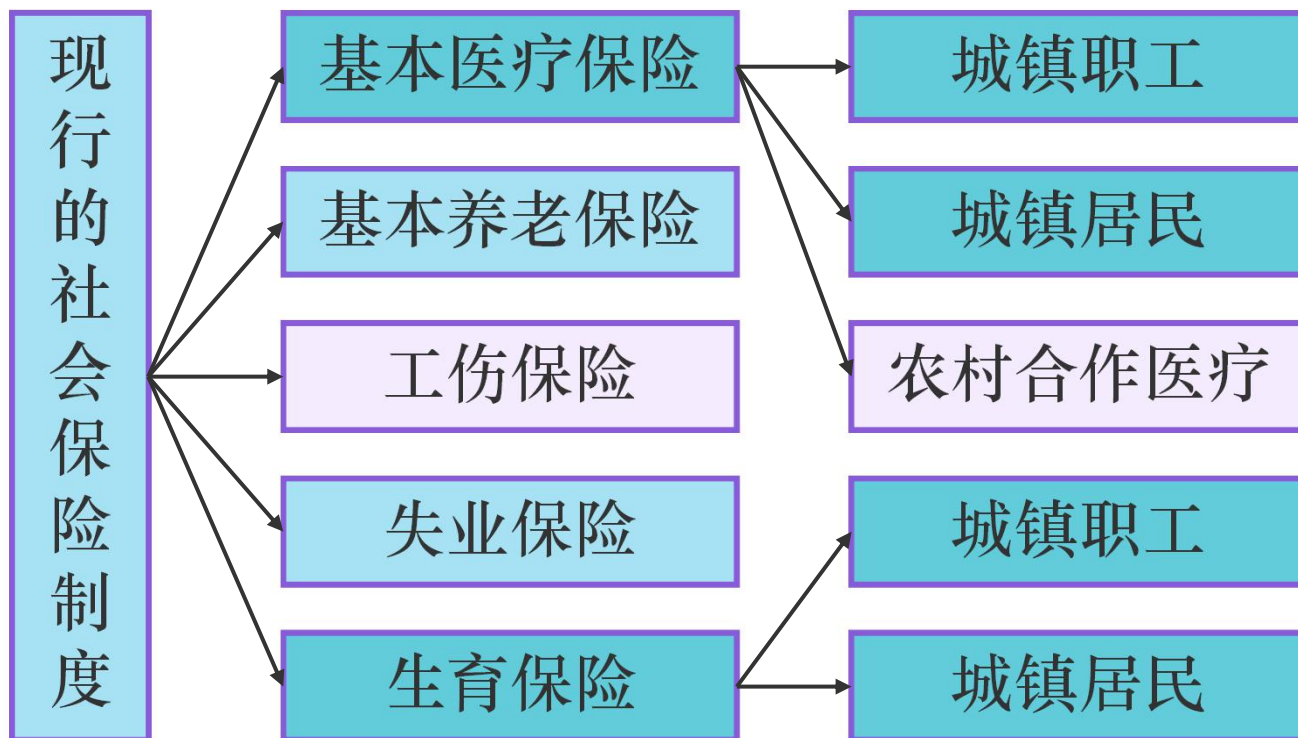 现行的社会保险制度
基本医疗保险
城镇职工
城镇居民
农村合作医疗
基本养老保险
工伤保险
失业保险
生育保险
城镇职工
城镇居民